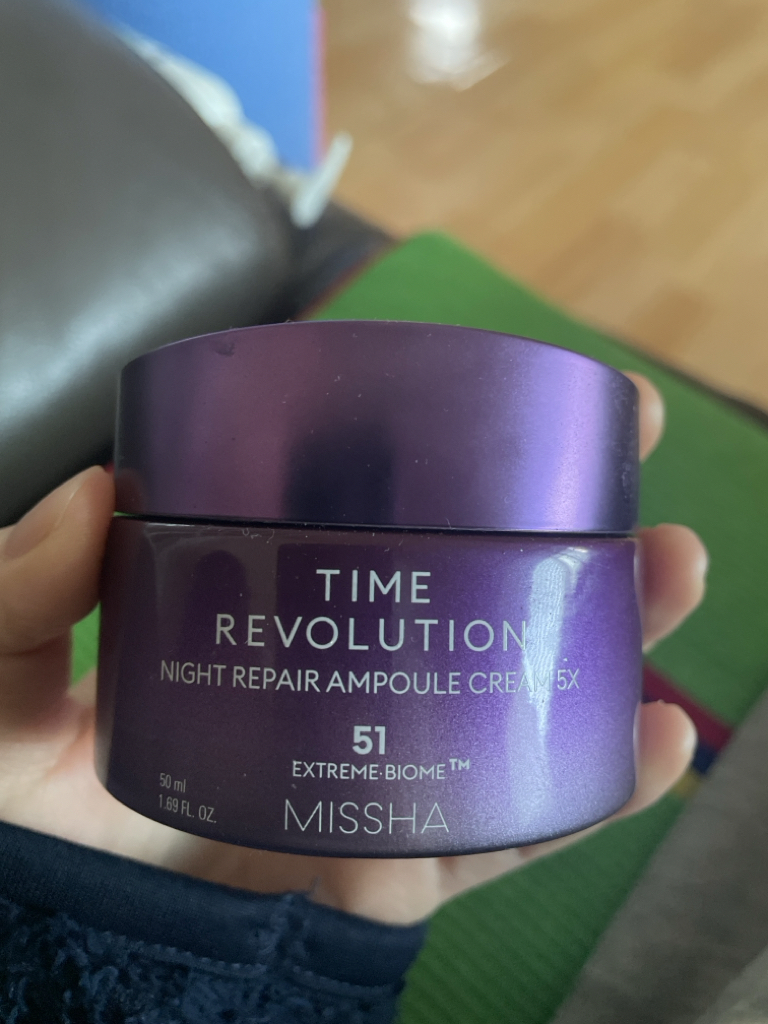 TIME
REVOLUTION
NIGHT REPAIR AMPOULE CREAM 5X
51
EXTREME·BIOME™
50 ml
1.69 FL. OZ.
MISSHA